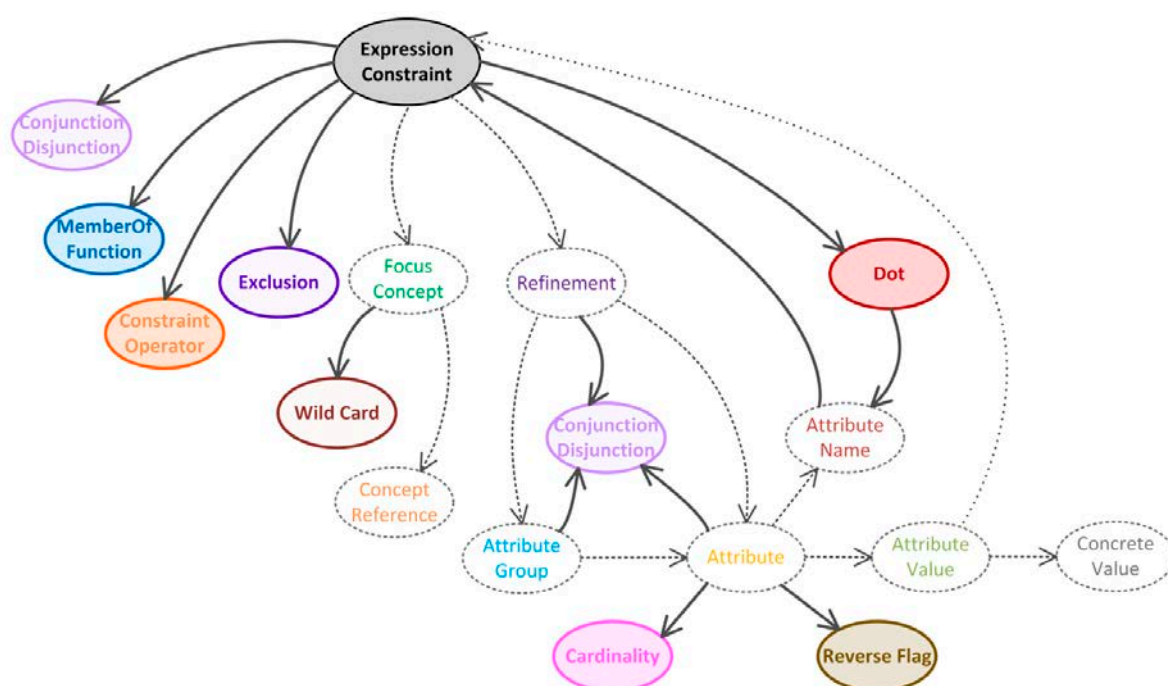 Expression
Constraint
Conjunction
Disjunction
MemberOf
Function
Constraint
Operator
Exclusion
Focus
Concept
Refinement
Dot
Wild Card
Conjunction
Disjunction
Attribute
Name
Concept
Reference
Attribute
Group
Attribute
Attribute
Value
Concrete
Value
Cardinality
Reverse Flag